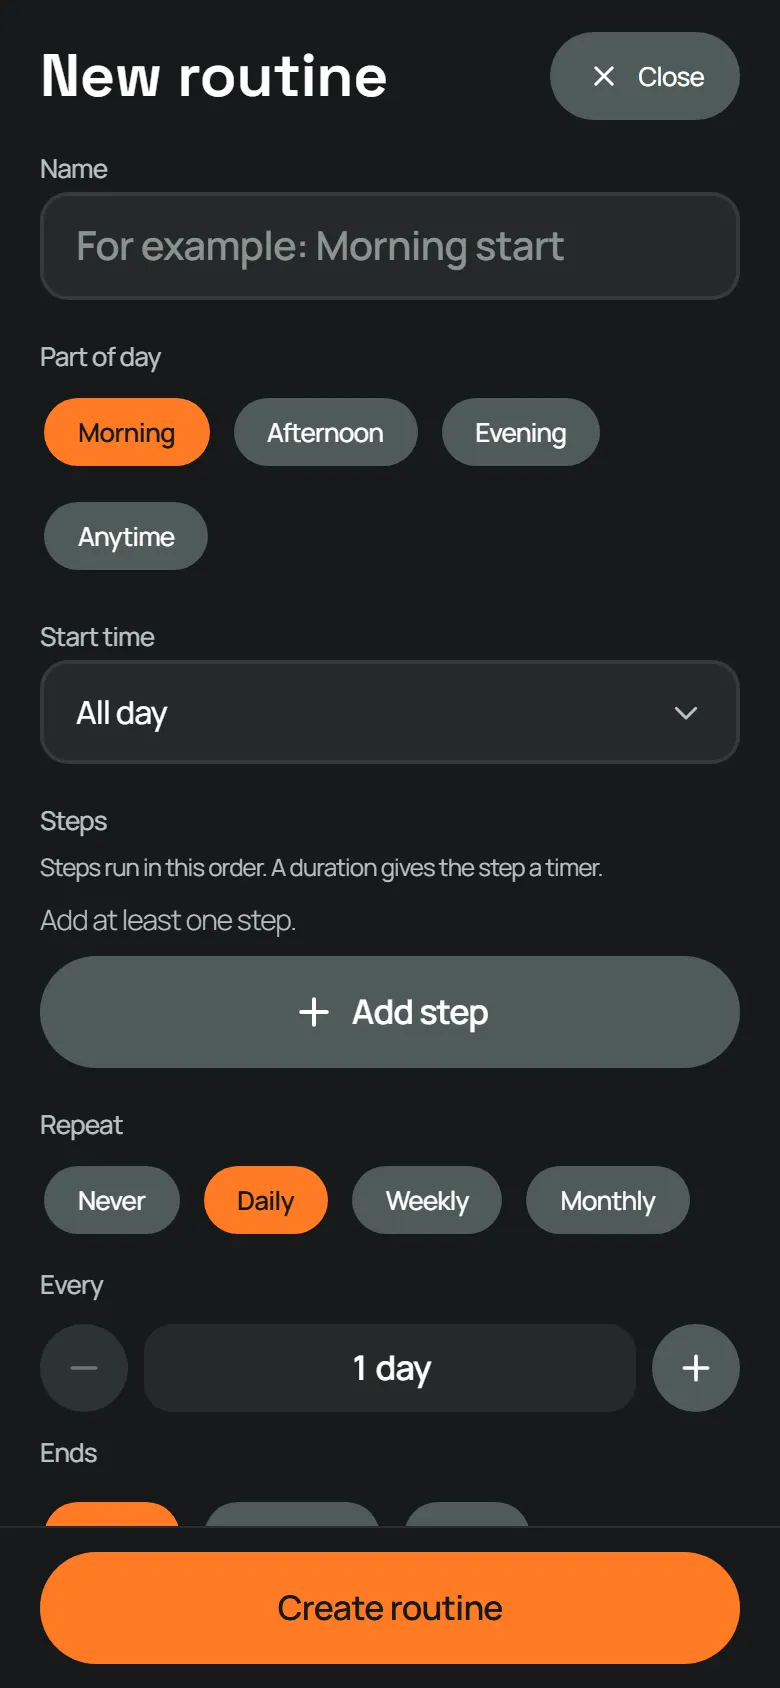 New routine
Close
Name
For example: Morning start
Part of day
Morning Afternoon Evening
Anytime
Start time
All day
Steps
Steps run in this order. A duration gives the step a timer.
Add at least one step.
Add step
Repeat
Never Daily Weekly Monthly
Every
1 day
Ends
Create routine